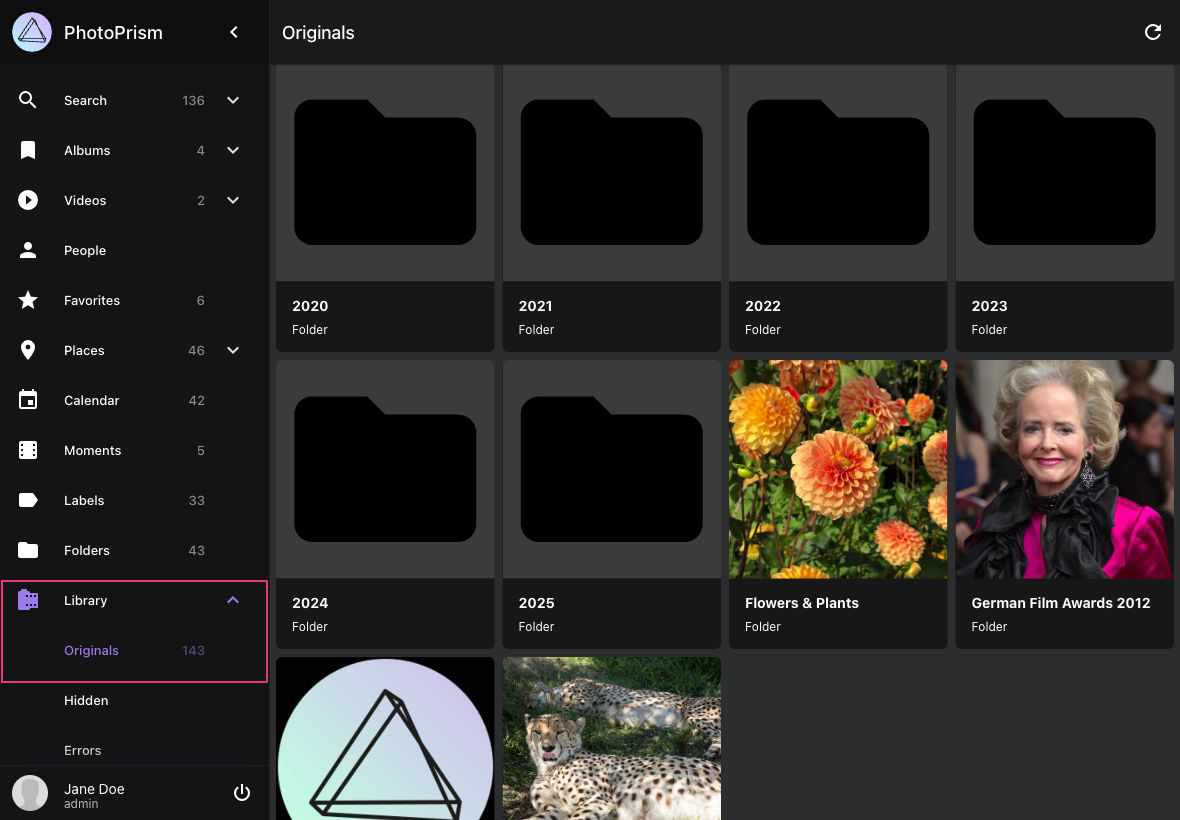 PhotoPrism
Originals
Search 136
Albums 4
Videos 2
People
Favorites 6
Places 46
Calendar 42
Moments 5
Labels 33
Folders 43
Library
Originals 143
Hidden
Errors
Jane Doe
admin
2020
Folder
2021
Folder
2022
Folder
2023
Folder
2024
Folder
2025
Folder
Flowers & Plants
Folder
German Film Awards 2012
Folder